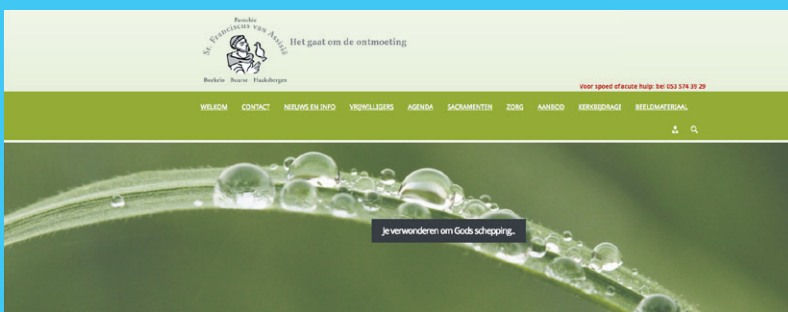 Parochie
St. Franciscus van Assisië
Boekelo Buurse Haaksbergen
Het gaat om de ontmoeting
Voor spoed of acute hulp: bel 053 574 39 29
WELKOM CONTACT NIEUWS EN INFO VRIJWILLIGERS AGENDA SACRAMENTEN ZORG AANBOD KERKBIJDRAGE BEELDMATERIAAL
Je verwonderen om Gods schepping..